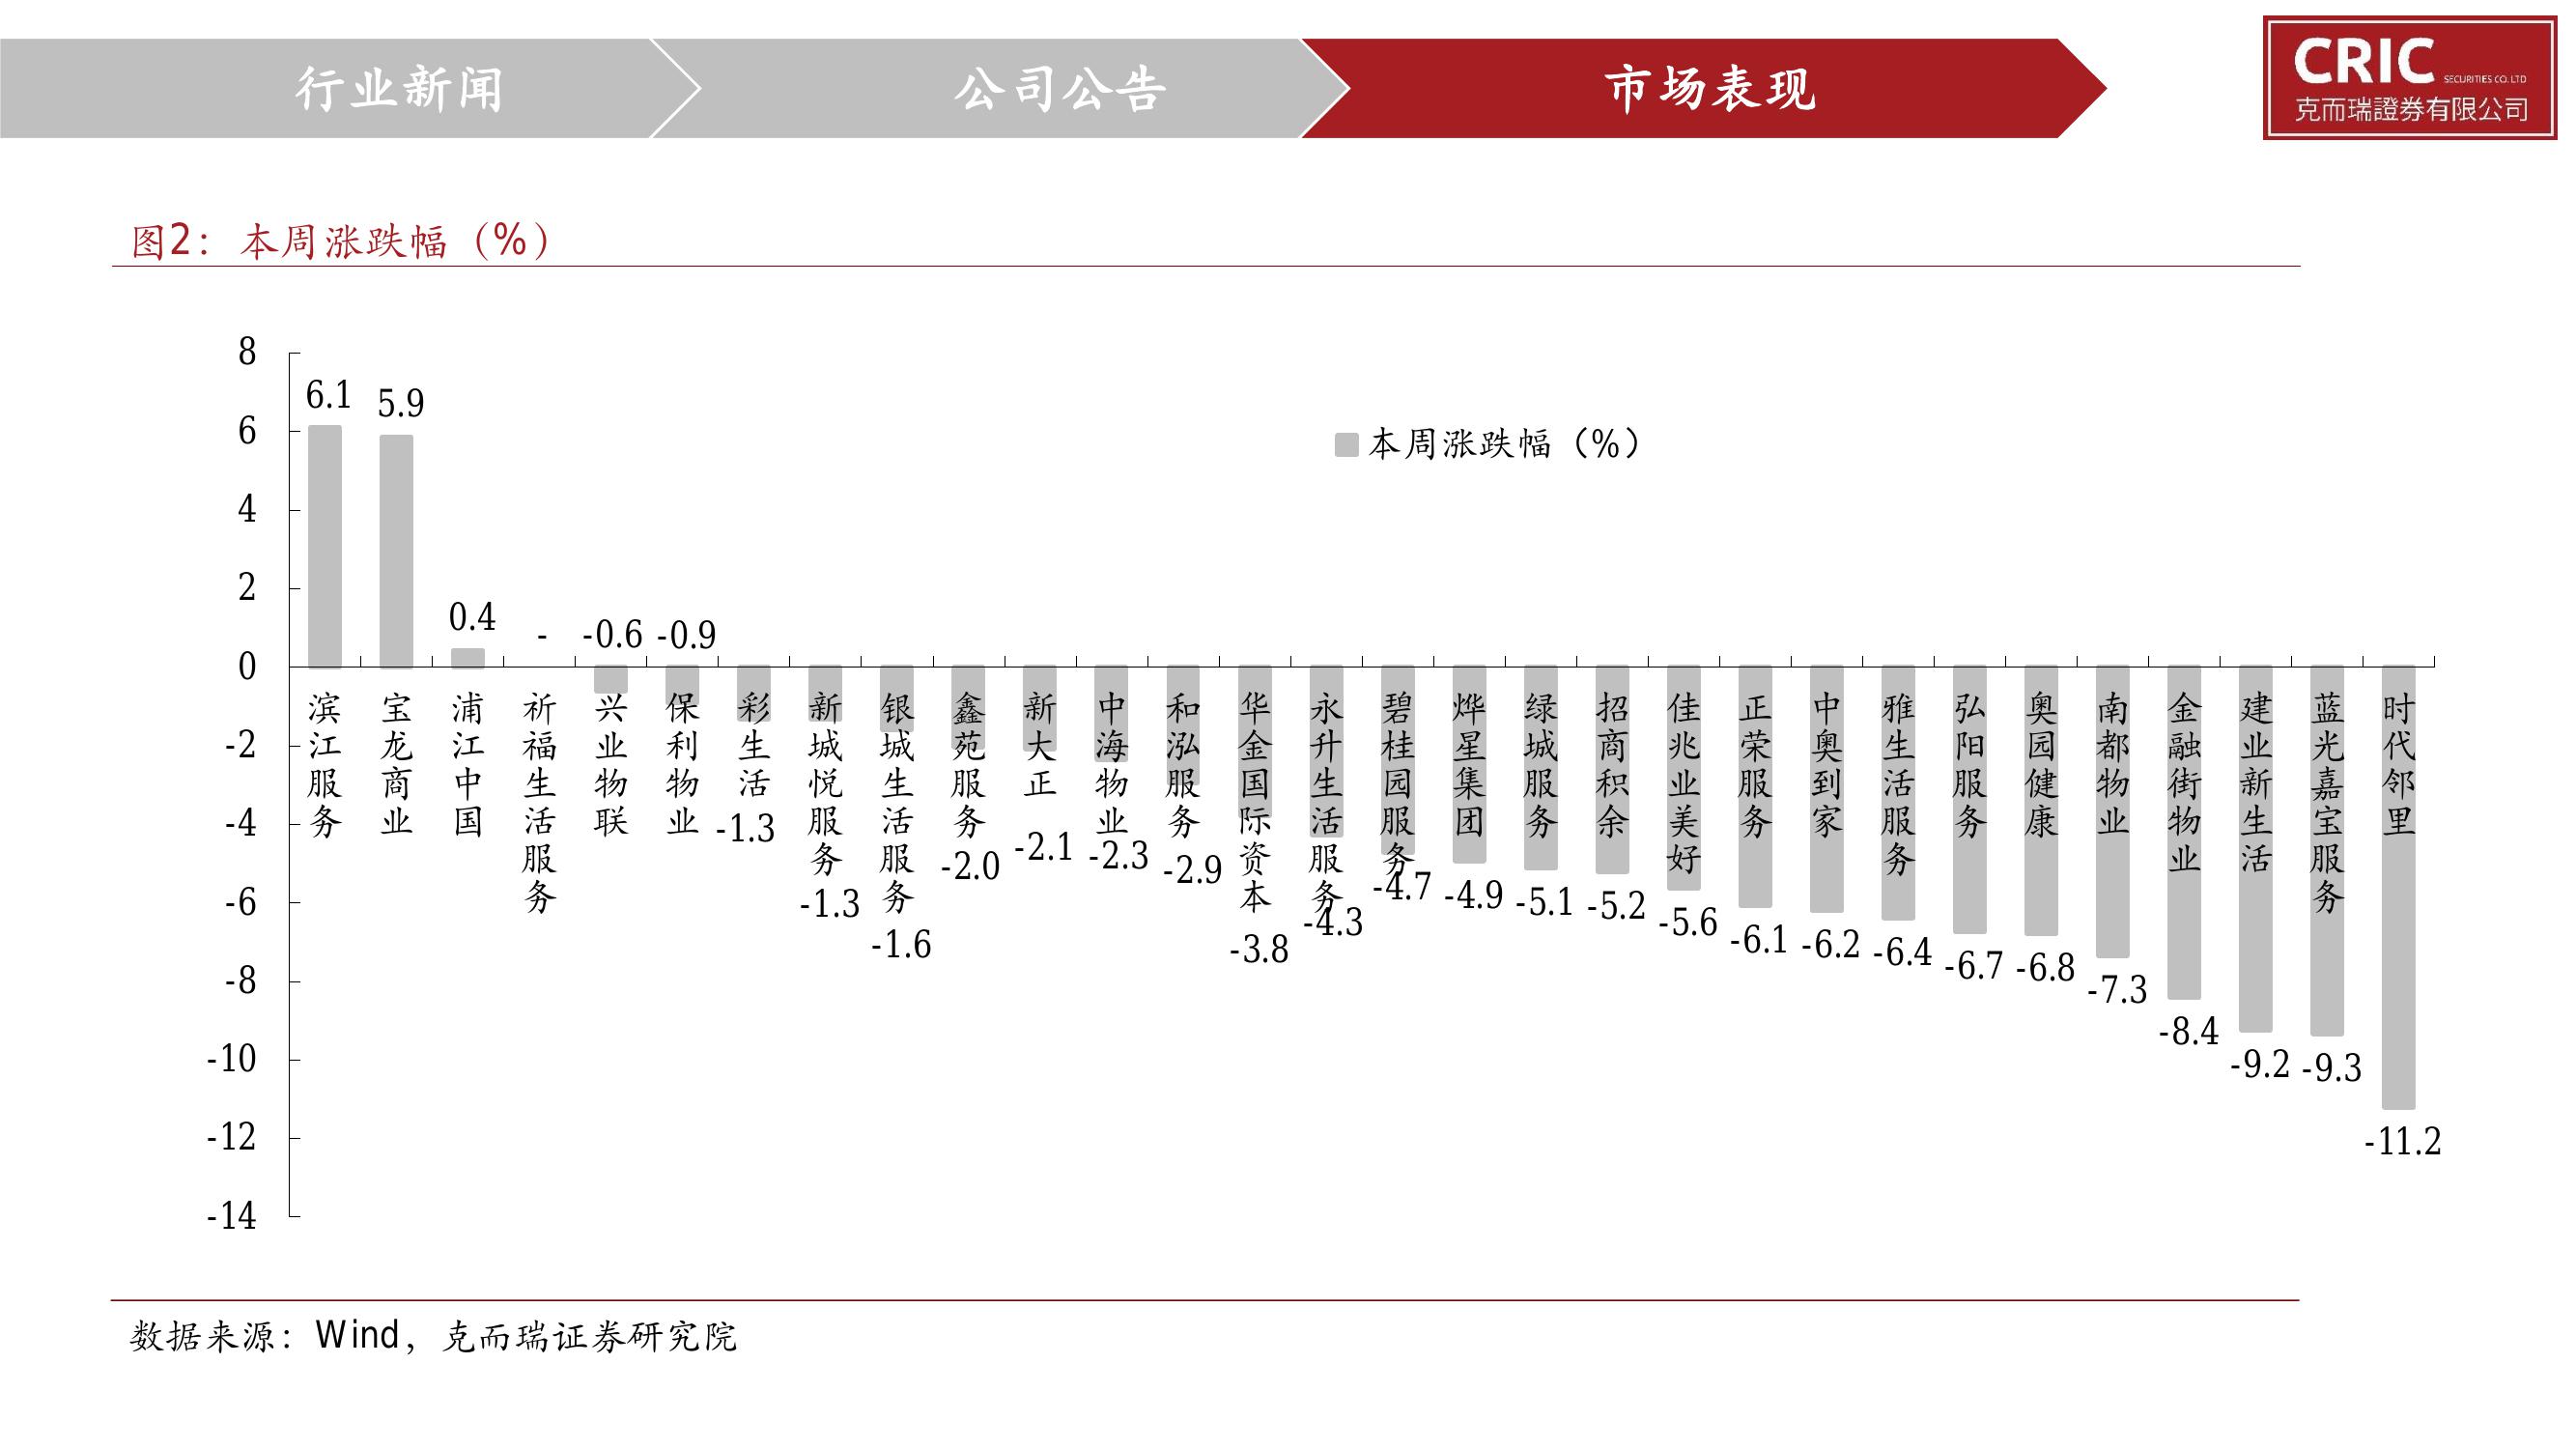 行业新闻
公司公告
市场表现
CRIC SECURITIES CO. LTD
克而瑞證券有限公司
图2：本周涨跌幅（%）
本周涨跌幅（%）
8
6
4
2
0
-2
-4
-6
-8
-10
-12
-14
6.1
5.9
0.4
-
-0.6
-0.9
-1.3
-1.3
-1.6
-2.0
-2.1
-2.3
-2.9
-3.8
-4.3
-4.7
-4.9
-5.1
-5.2
-5.6
-6.1
-6.2
-6.4
-6.7
-6.8
-7.3
-8.4
-9.2
-9.3
-11.2
滨江服务
宝龙商业
浦江中国
祈福生活服务
兴业物联
保利物业
彩生活
新城悦服务
银城生活服务
鑫苑服务
新大正
中海物业
和泓服务
华金国际资本
永升生活服务
碧桂园服务
烨星集团
绿城服务
招商积余
佳兆业美好
正荣服务
中奥到家
雅生活服务
弘阳服务
奥园健康
南都物业
金融街物业
建业新生活
蓝光嘉宝服务
时代邻里
数据来源：Wind，克而瑞证券研究院